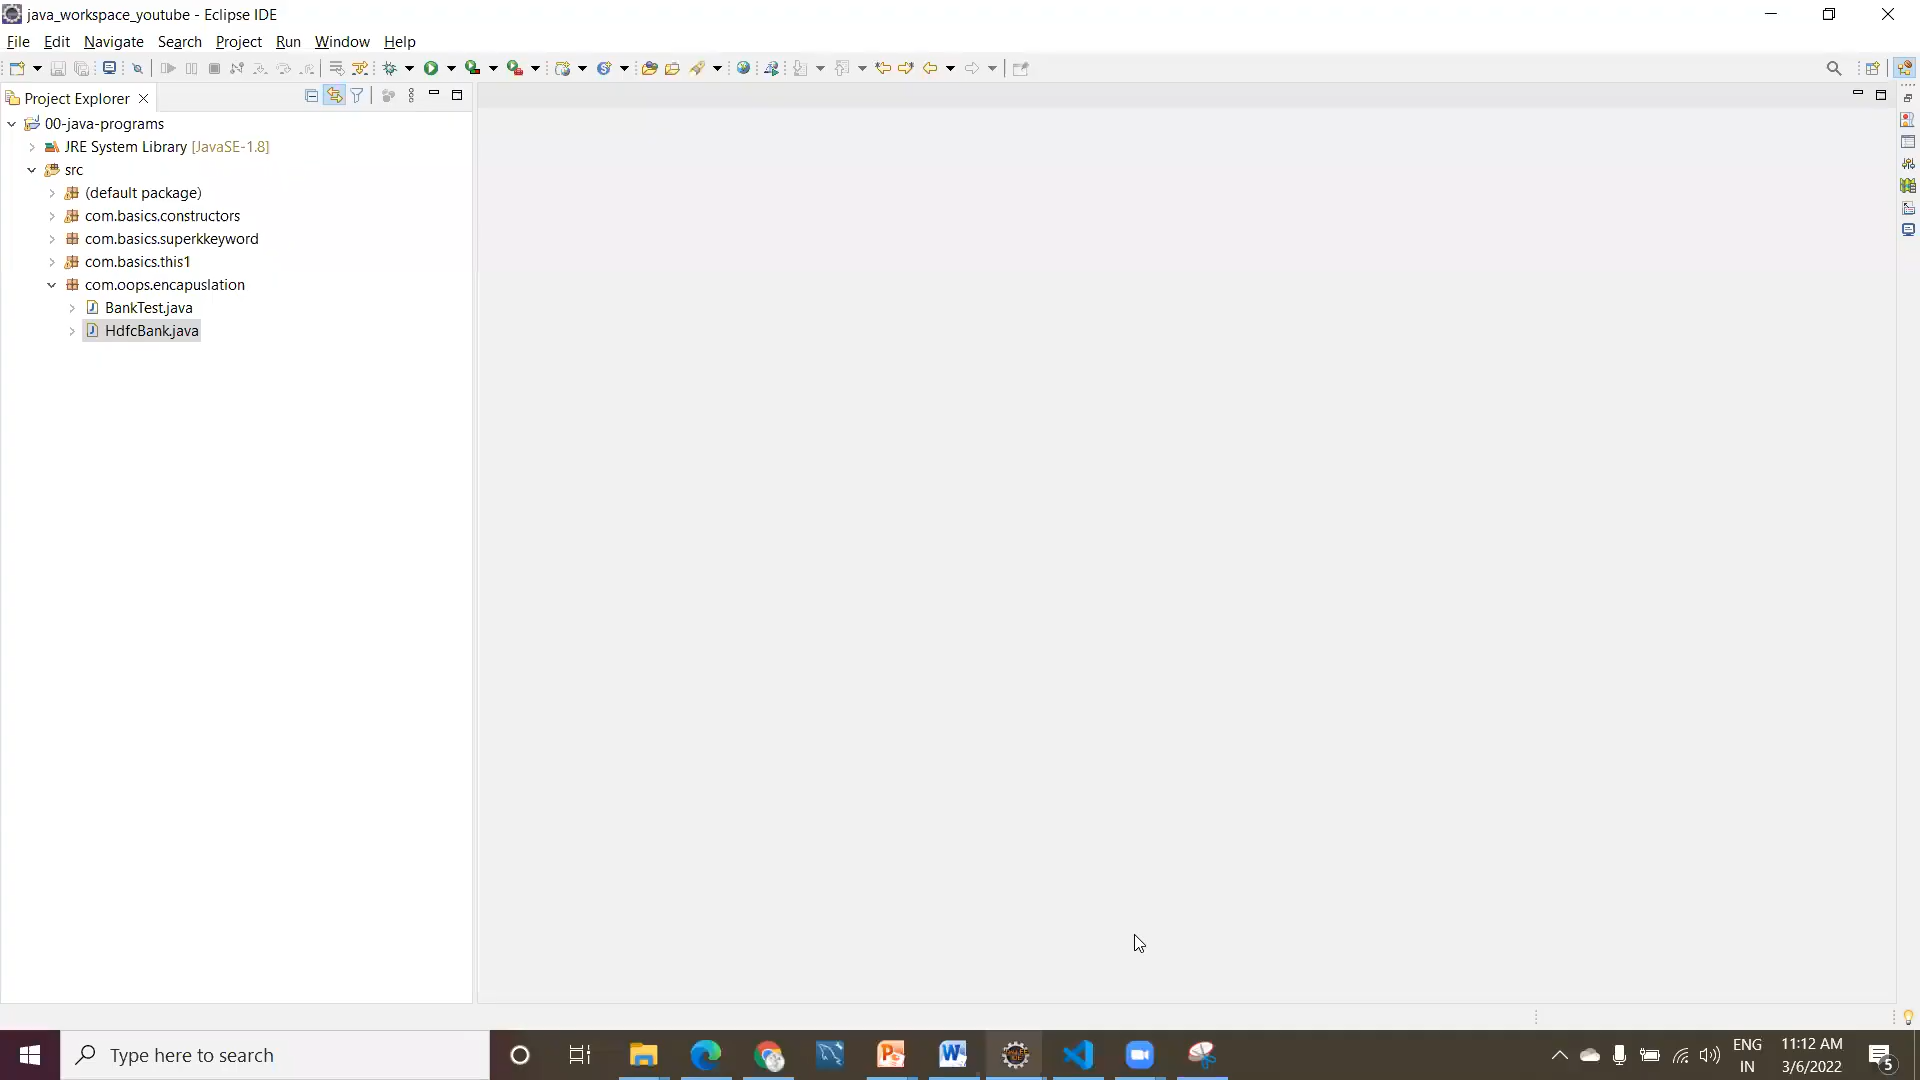 java_workspace_youtube - Eclipse IDE
File Edit Navigate Search Project Run Window Help
Project Explorer
00-java-programs
JRE System Library [JavaSE-1.8]
src
(default package)
com.basics.constructors
com.basics.superkkeyword
com.basics.this1
com.oops.encapuslation
BankTest.java
HdfcBank.java
Type here to search
ENG
IN
11:12 AM
3/6/2022
5